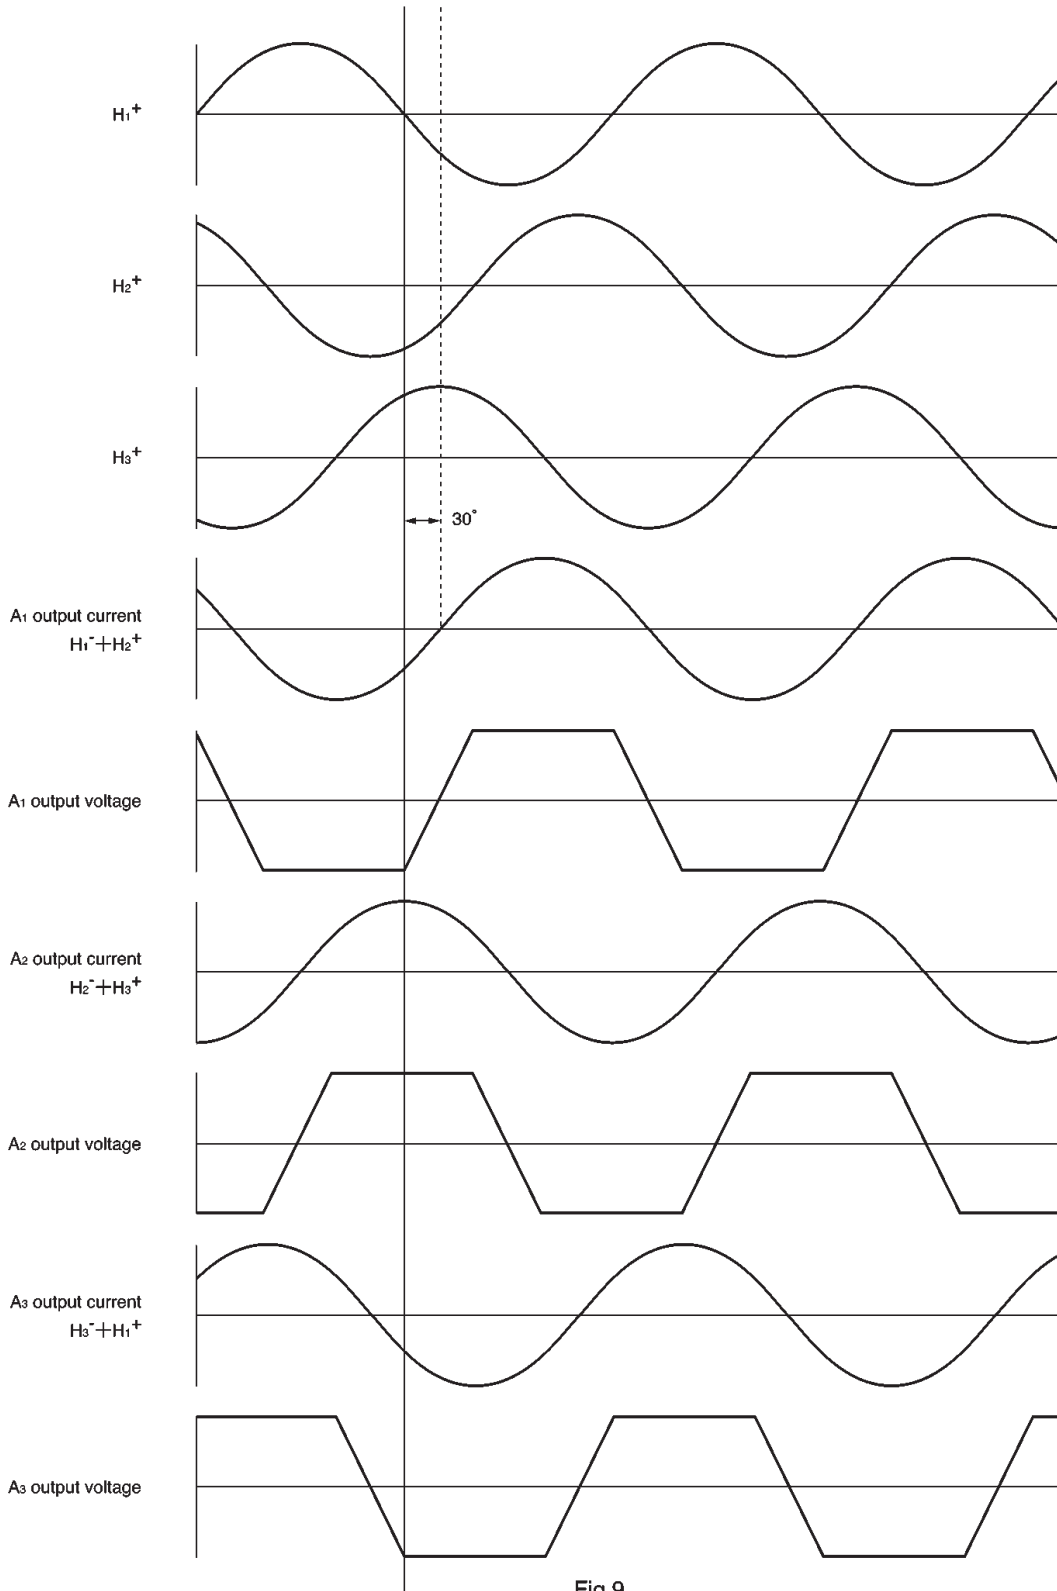 H₁⁺
H₂⁺
H₃⁺
30°
A₁ output current
H₁⁻+H₂⁺
A₁ output voltage
A₂ output current
H₂⁻+H₃⁺
A₂ output voltage
A₃ output current
H₃⁻+H₁⁺
A₃ output voltage
Fig.9